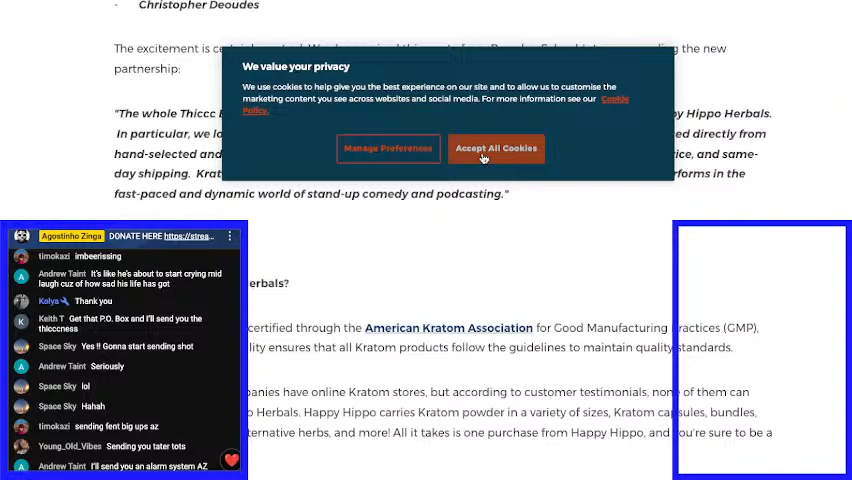 - Christopher Deoudes
The excitement is
the new
partnership:
We value your privacy
We use cookies to help give you the best experience on our site and to allow us to customise the
marketing content you see across websites and social media. For more information see our Cookie
Policy.
Manage Preferences
Accept All Cookies
"The whole Thiccc
y Hippo Herbals.
In particular, we
directly from
hand-selected and
and same-
day shipping.
in the
fast-paced and dynamic world of stand-up comedy and podcasting."
erbals?
certified through the American Kratom Association for Good Manufacturing Practices (GMP),
ensures that all Kratom products follow the guidelines to maintain quality standards.
have online Kratom stores, but according to customer testimonials, none of them can
Herbals. Happy Hippo carries Kratom powder in a variety of sizes, Kratom capsules, bundles,
herbs, and more! All it takes is one purchase from Happy Hippo, and you're sure to be a
Agostinho Zinga DONATE HERE https://strea...
timokazi imbeerissing
Andrew Taint It's like he's about to start crying mid
laugh cuz of how sad his life has got
Kolya Thank you
Keith T Get that P.O. Box and I'll send you the
thicccness
Space Sky Yes !! Gonna start sending shot
Andrew Taint Seriously
Space Sky lol
Space Sky Hahah
timokazi sending fent big ups az
Young_Old_Vibes Sending you tater tots
Andrew Taint I'll send you an alarm system AZ